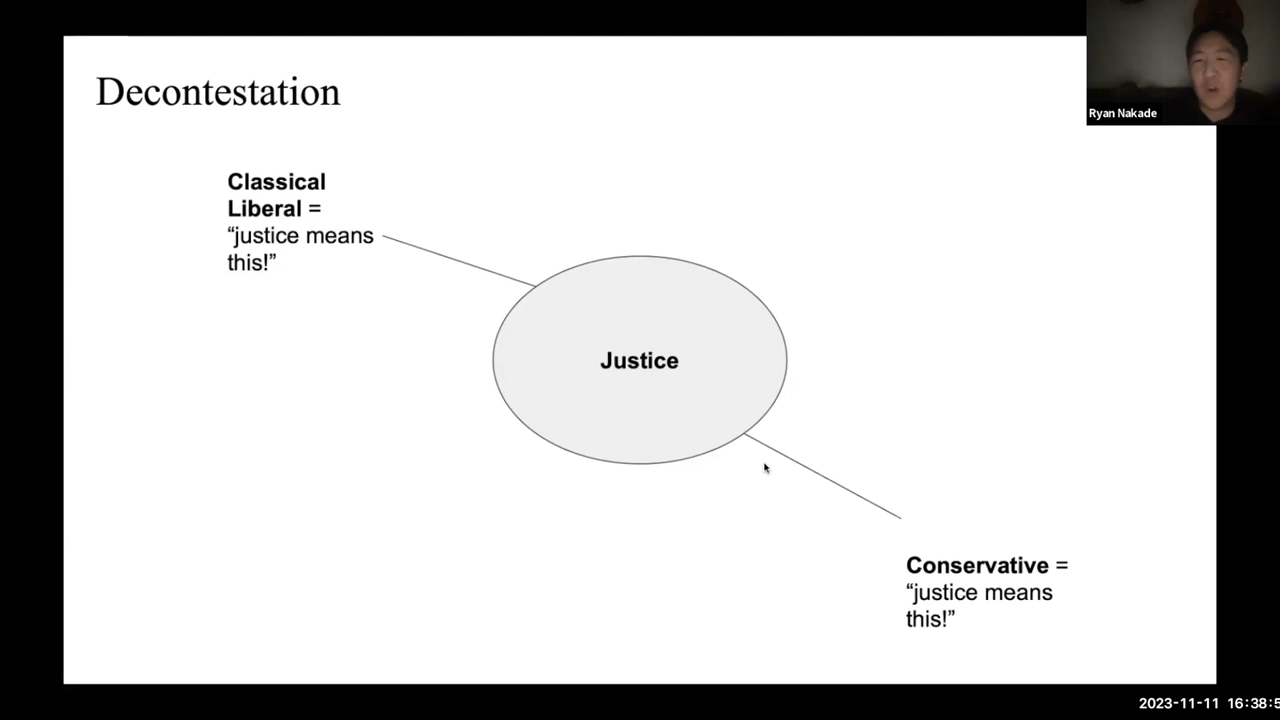 Decontestation
Ryan Nakade
Classical
Liberal =
“justice means
this!”
Justice
Conservative =
“justice means
this!”
2023-11-11 16:38:5